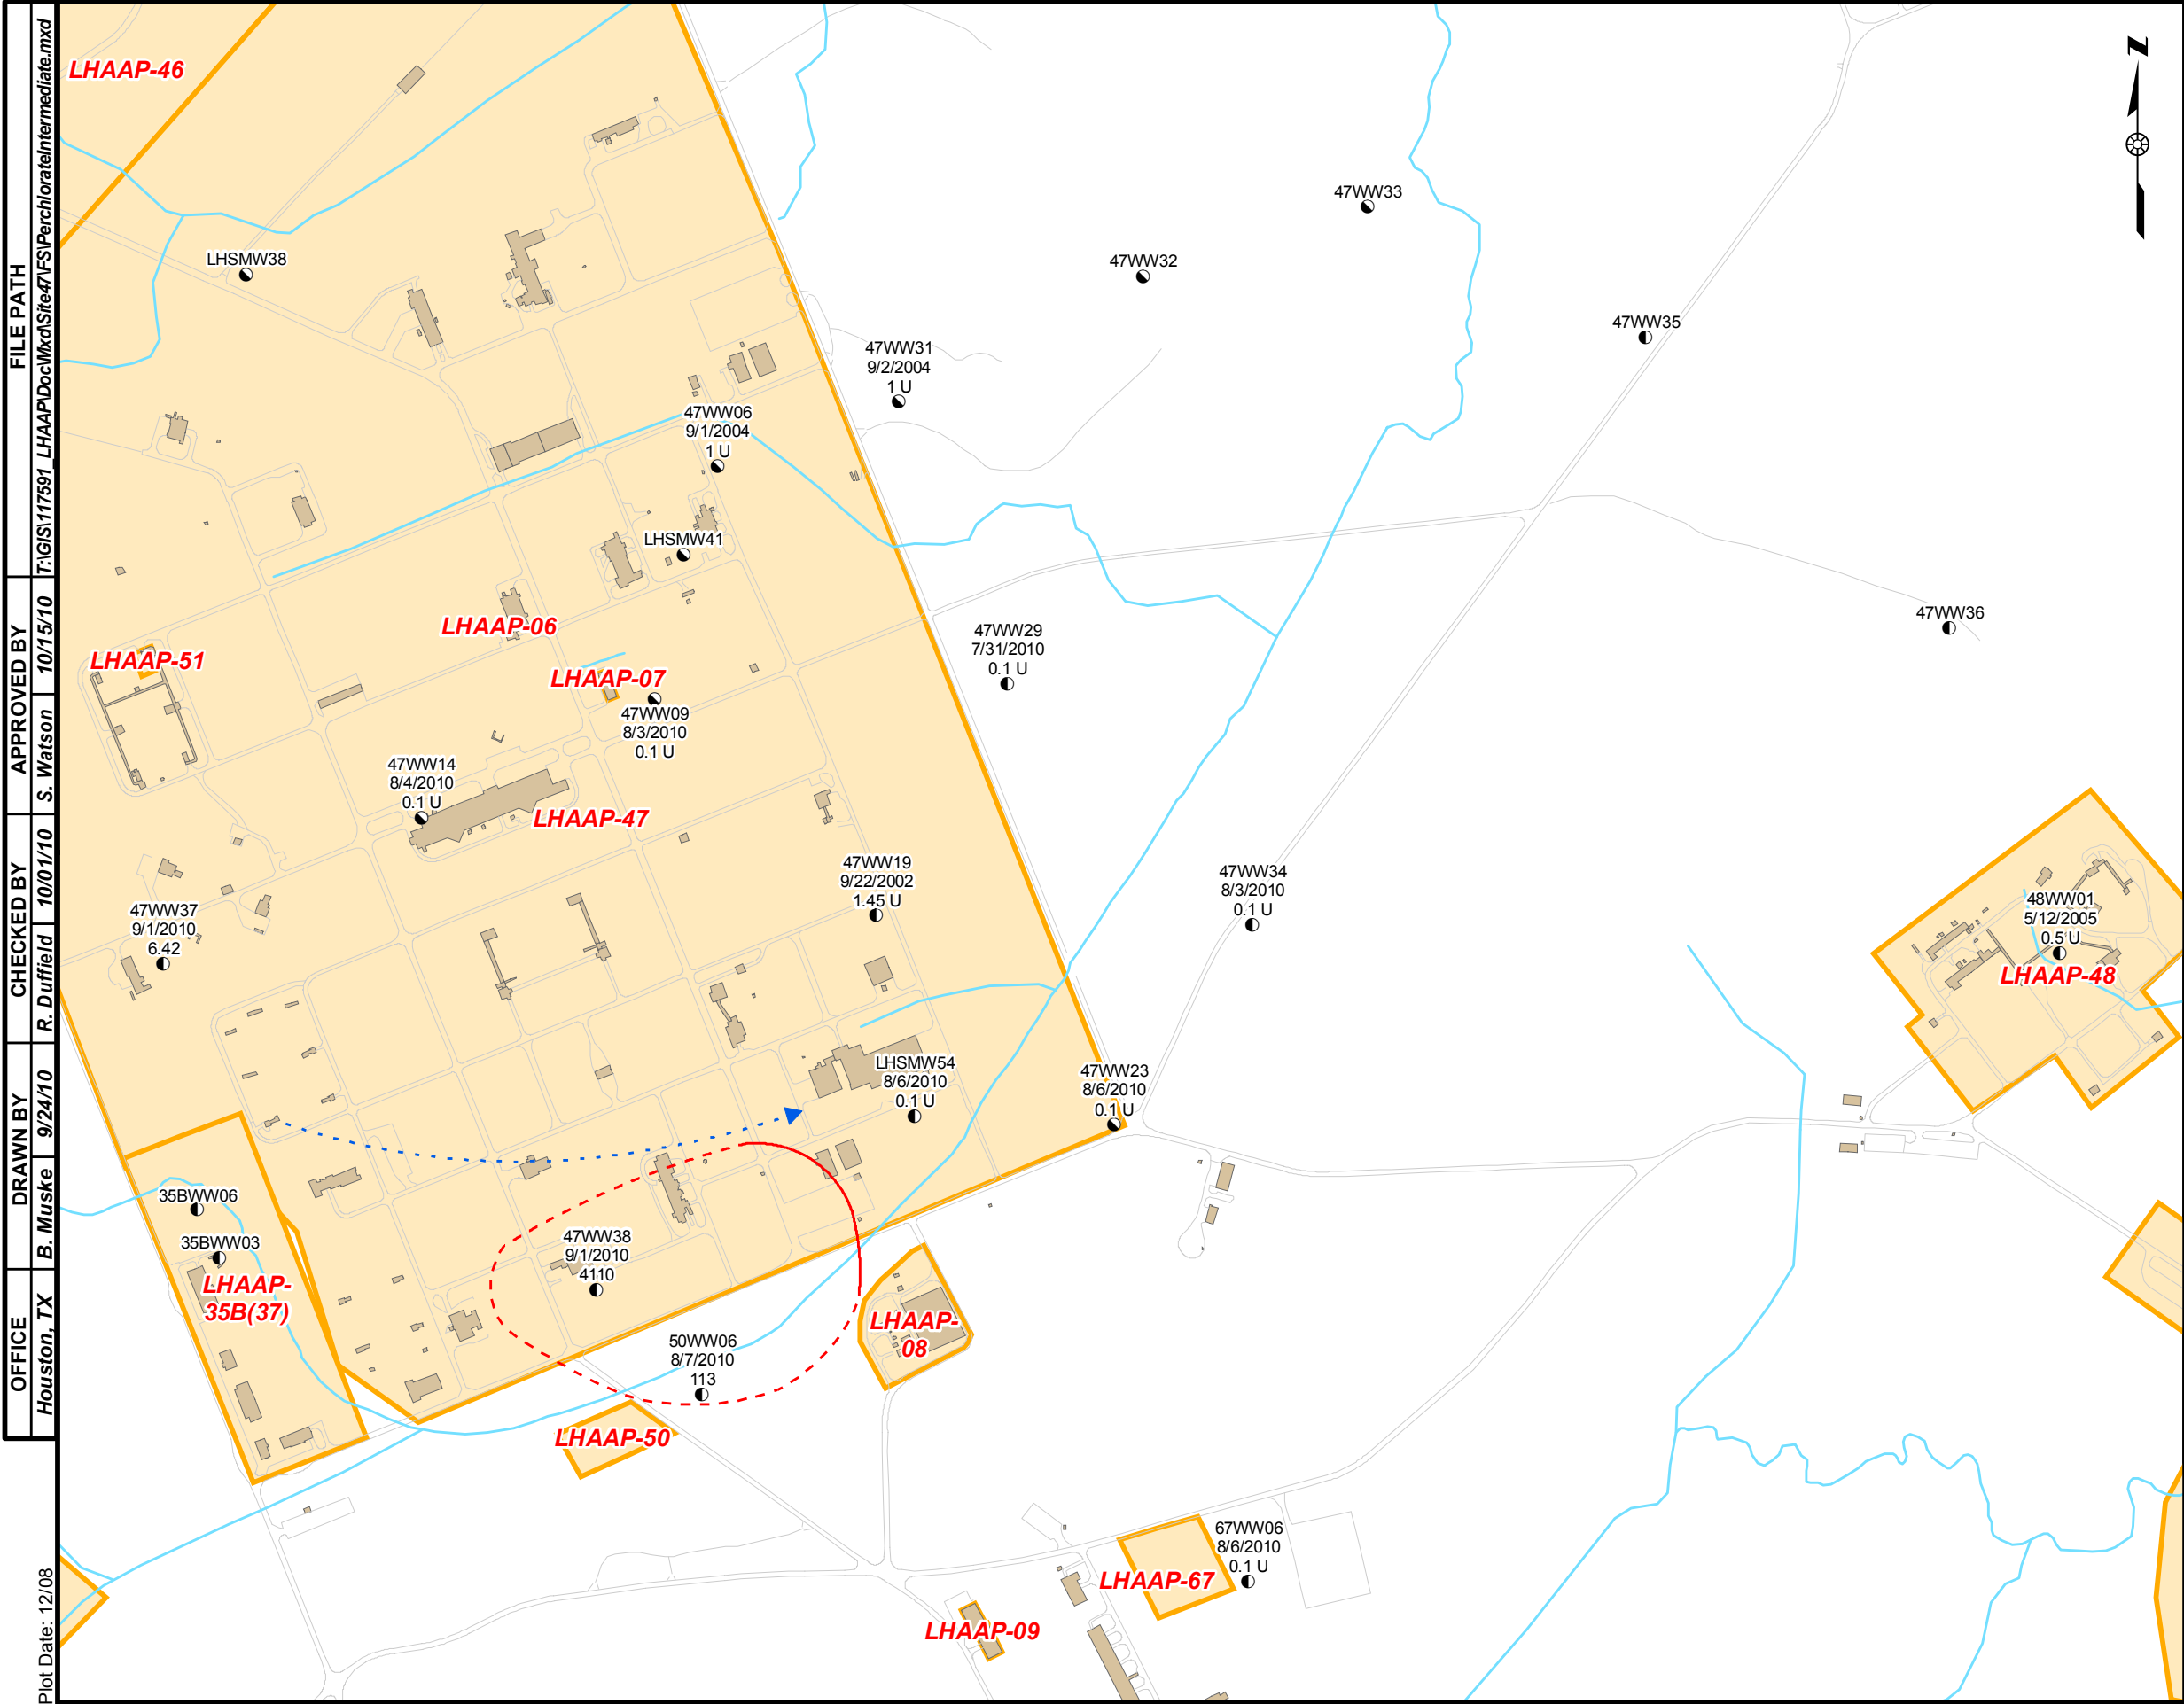 FILE PATH
T:\GIS\117591_LHAAP\Doc\Mxd\Site47\FS\PerchlorateIntermediate.mxd
APPROVED BY
S. Watson 10/15/10
CHECKED BY
R. Duffield 10/01/10
DRAWN BY
B. Muske 9/24/10
OFFICE
Houston, TX
Plot Date: 12/08
N
LHAAP-46
LHSMW38
47WW33
47WW32
47WW35
47WW31
9/2/2004
1 U
47WW06
9/1/2004
1 U
LHSMW41
LHAAP-06
LHAAP-51
47WW29
7/31/2010
0.1 U
47WW36
LHAAP-07
47WW09
8/3/2010
0.1 U
47WW14
8/4/2010
0.1 U
LHAAP-47
47WW19
9/22/2002
1.45 U
47WW34
8/3/2010
0.1 U
47WW37
9/1/2010
6.42
48WW01
5/12/2005
0.5 U
LHAAP-48
LHSMW54
8/6/2010
0.1 U
47WW23
8/6/2010
0.1 U
35BWW06
35BWW03
LHAAP-
35B(37)
47WW38
9/1/2010
4110
50WW06
8/7/2010
113
LHAAP-
08
LHAAP-50
67WW06
8/6/2010
0.1 U
LHAAP-67
LHAAP-09